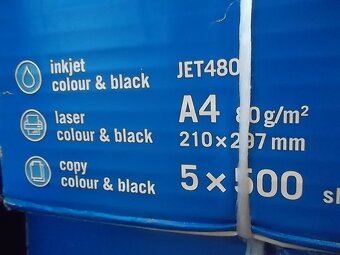 inkjet
colour & black
JET480
laser
colour & black
A4 80 g/m²
210×297 mm
copy
colour & black
5×500